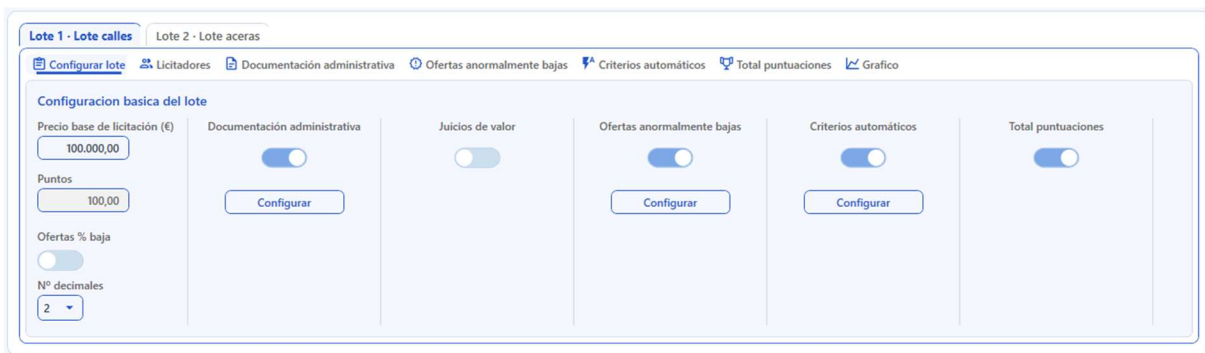 Lote 1 · Lote calles
Lote 2 · Lote aceras
Configurar lote
Licitadores
Documentación administrativa
Ofertas anormalmente bajas
Criterios automáticos
Total puntuaciones
Grafico
Configuracion basica del lote
Precio base de licitación (€)
100.000,00
Puntos
100,00
Ofertas % baja
Nº decimales
2
Documentación administrativa
Configurar
Juicios de valor
Ofertas anormalmente bajas
Configurar
Criterios automáticos
Configurar
Total puntuaciones